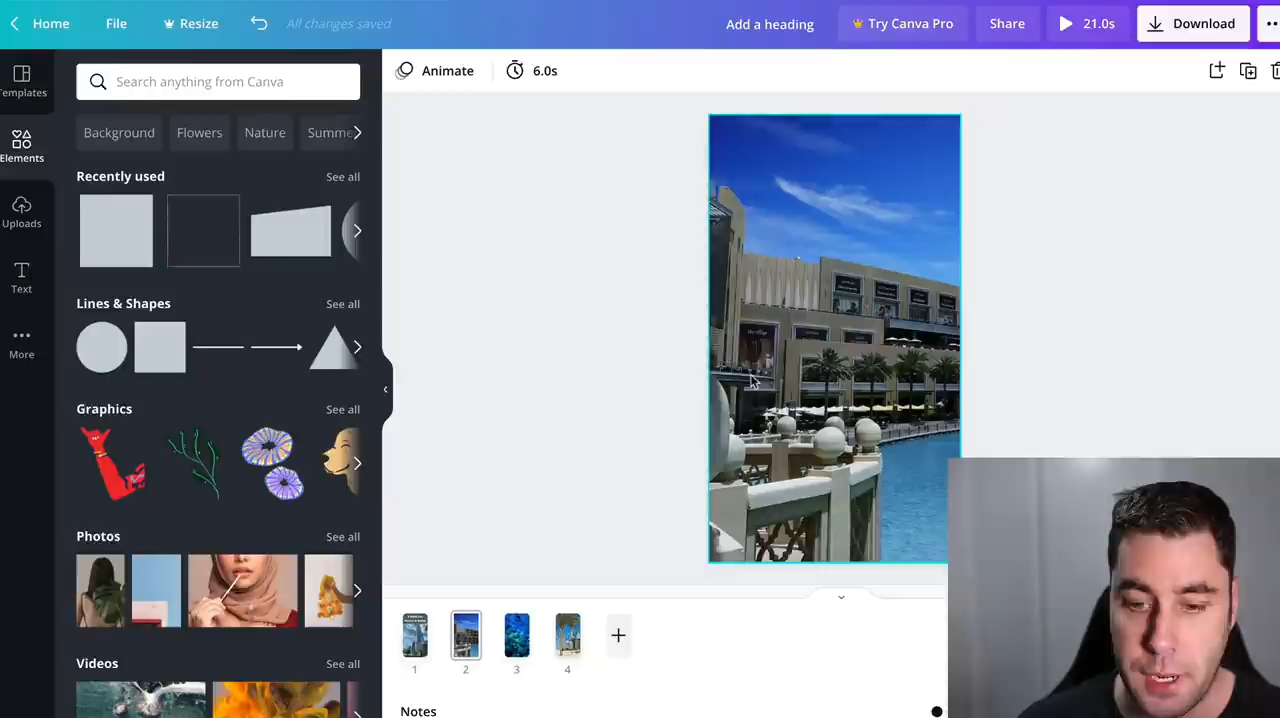 Home
File
Resize
All changes saved
Add a heading
Try Canva Pro
Share
21.0s
Download
Templates
Elements
Uploads
Text
More
Search anything from Canva
Background
Flowers
Nature
Summe
Recently used
See all
Lines & Shapes
See all
Graphics
See all
Photos
See all
Videos
See all
Animate
6.0s
1
2
3
4
Notes